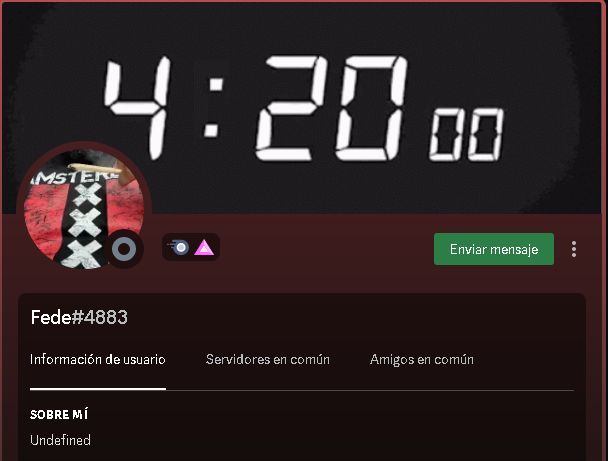 4:20 00
AMSTERD
Enviar mensaje
Fede#4883
Información de usuario
Servidores en común
Amigos en común
SOBRE MÍ
Undefined